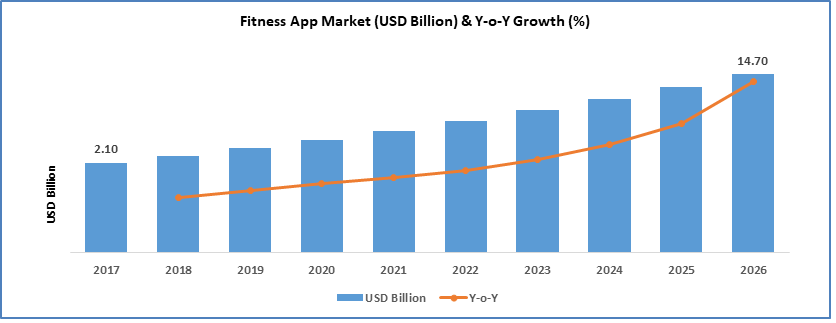 Fitness App Market (USD Billion) & Y-o-Y Growth (%)
14.70
2.10
USD Billion
2017 2018 2019 2020 2021 2022 2023 2024 2025 2026
USD Billion Y-o-Y